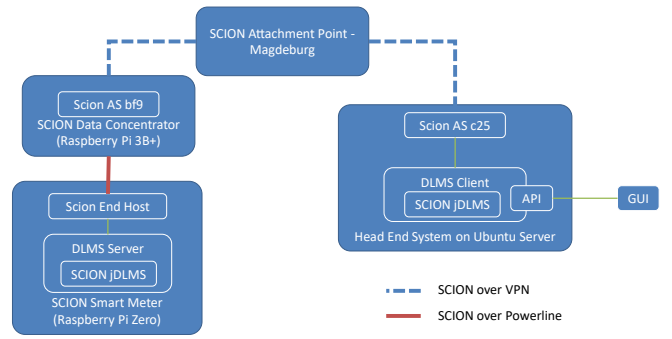 SCION Attachment Point -
Magdeburg
Scion AS bf9
SCION Data Concentrator
(Raspberry Pi 3B+)
Scion End Host
DLMS Server
SCION jDLMS
SCION Smart Meter
(Raspberry Pi Zero)
Scion AS c25
DLMS Client
SCION jDLMS
API
GUI
Head End System on Ubuntu Server
SCION over VPN
SCION over Powerline